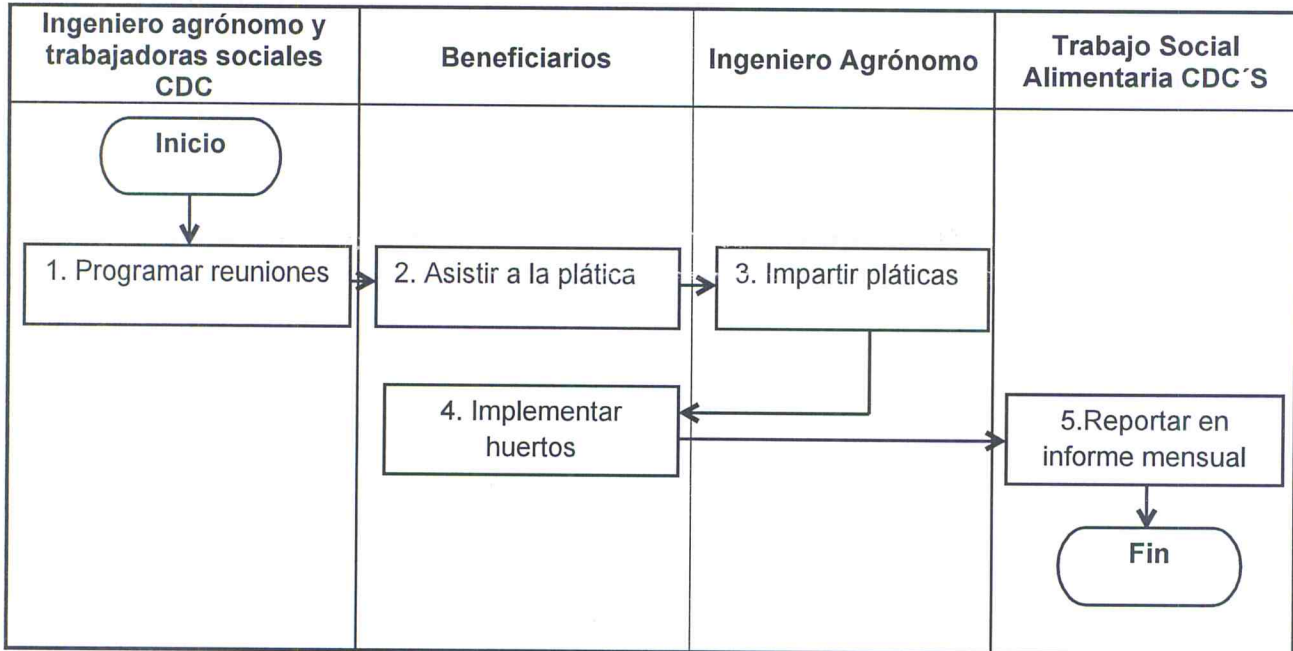 Ingeniero agrónomo y
trabajadoras sociales
CDC
Beneficiarios
Ingeniero Agrónomo
Trabajo Social
Alimentaria CDC´S
Inicio
1. Programar reuniones
2. Asistir a la plática
3. Impartir pláticas
4. Implementar
huertos
5.Reportar en
informe mensual
Fin